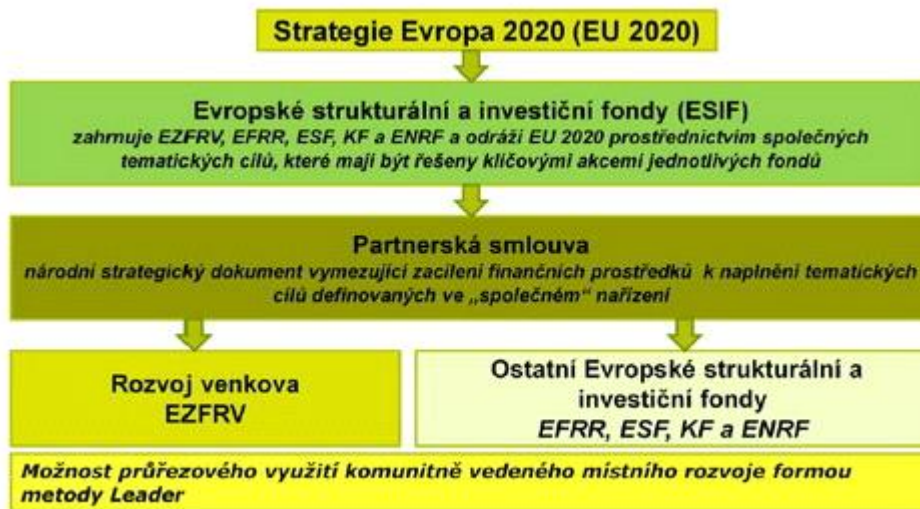 Strategie Evropa 2020 (EU 2020)
Evropské strukturální a investiční fondy (ESIF)
zahrnuje EZFRV, EFRR, ESF, KF a ENRF a odráží EU 2020 prostřednictvím společných
tematických cílů, které mají být řešeny klíčovými akcemi jednotlivých fondů
Partnerská smlouva
národní strategický dokument vymezující zacílení finančních prostředků k naplnění tematických
cílů definovaných ve „společném“ nařízení
Rozvoj venkova
EZFRV
Ostatní Evropské strukturální a
investiční fondy
EFRR, ESF, KF a ENRF
Možnost průřezového využití komunitně vedeného místního rozvoje formou
metody Leader